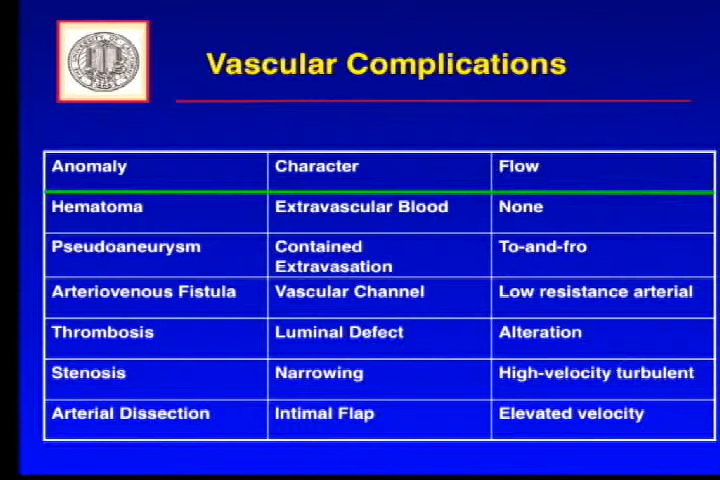 Vascular Complications
Anomaly Character Flow
Hematoma Extravascular Blood None
Pseudoaneurysm Contained To-and-fro
Extravasation
Arteriovenous Fistula Vascular Channel Low resistance arterial
Thrombosis Luminal Defect Alteration
Stenosis Narrowing High-velocity turbulent
Arterial Dissection Intimal Flap Elevated velocity